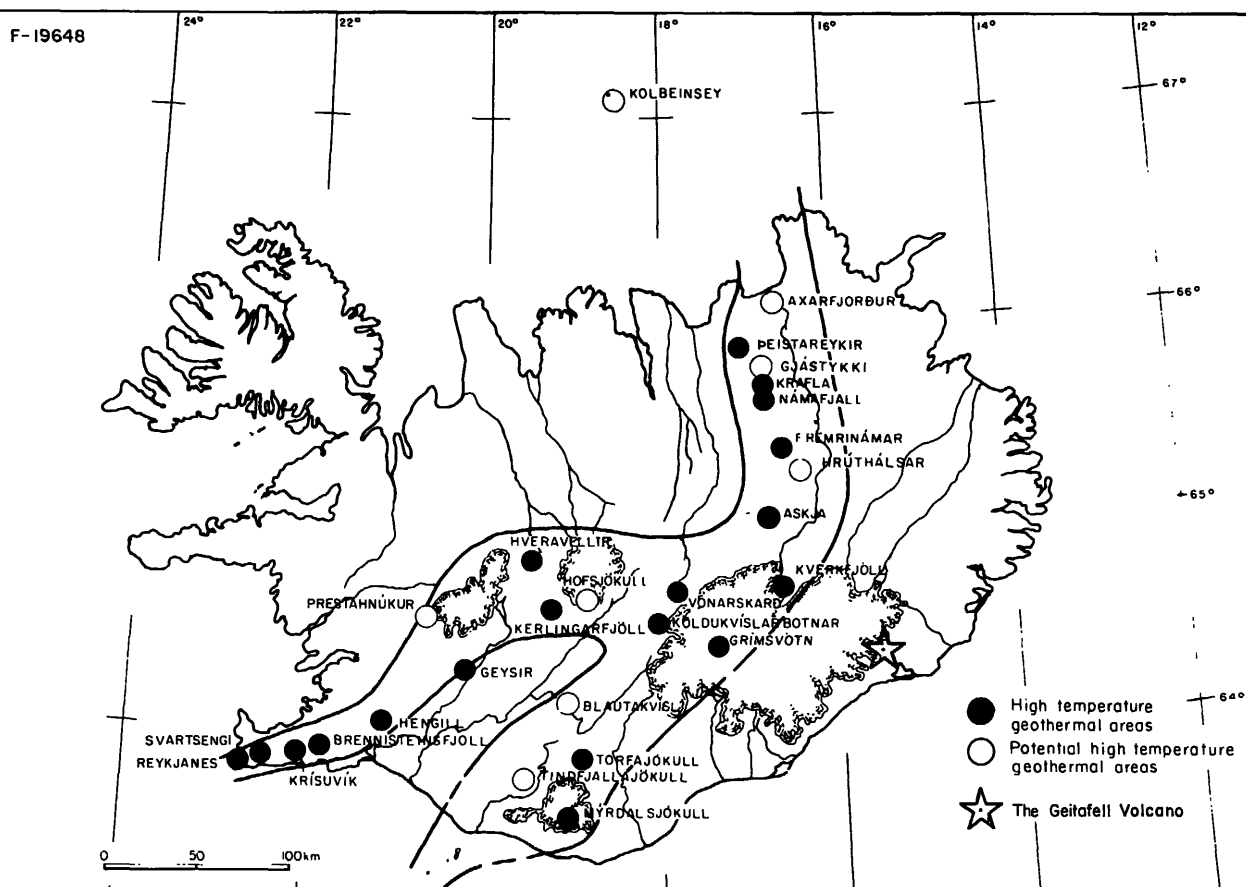 F-19648
24°
22°
20°
18°
16°
14°
12°
67°
KOLBEINSEY
66°
AXARFJORÐUR
ÞEISTAREYKIR
GJÁSTYKKI
KRAFLA
NÁMAFJALL
FREMRINÁMAR
HRÚTHÁLSAR
65°
ASKJA
HVERAVELLIR
HOFSJÖKULL
KVERKFJÖLL
PRESTAHNÚKUR
VONARSKARÐ
KERLINGARFJÖLL
KÖLDUKVÍSLARBOTNAR
GRÍMSVÖTN
GEYSIR
64°
BLAUTAKVÍSL
HENGILL
SVARTSENGI
BRENNISTEINSFJÖLL
REYKJANES
KRÍSUVÍK
TORFAJÖKULL
TINDFJALLAJÖKULL
MÝRDALSJÖKULL
High temperature
geothermal areas
Potential high temperature
geothermal areas
The Geitafell Volcano
0 50 100km